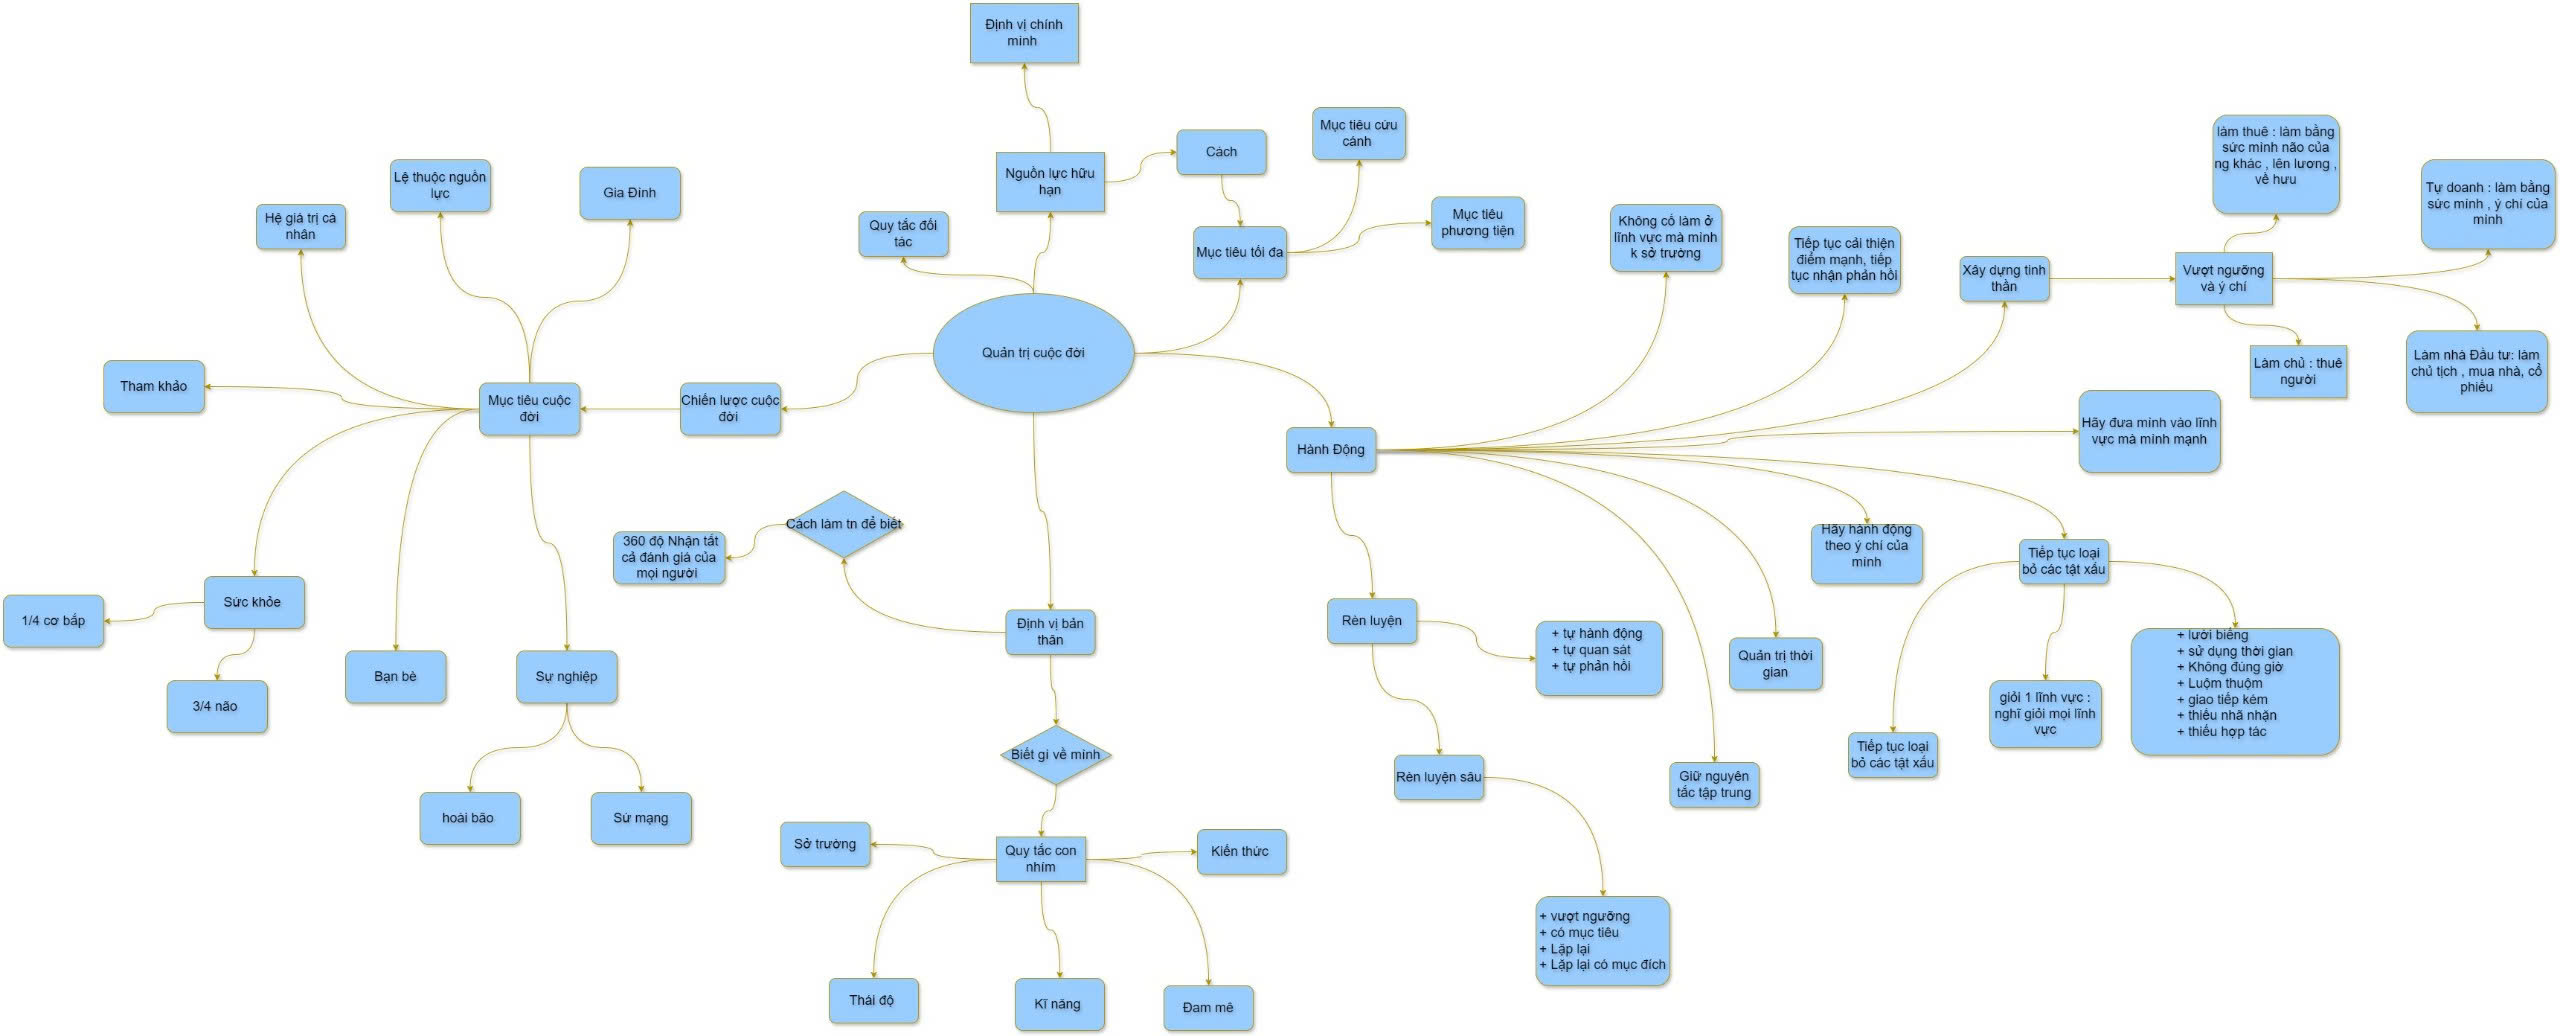 Định vị chính
mình
Nguồn lực hữu
hạn
Cách
Mục tiêu cứu
cánh
Mục tiêu
phương tiện
Mục tiêu tối đa
Quy tắc đối
tác
Quản trị cuộc đời
Chiến lược cuộc
đời
Mục tiêu cuộc
đời
Gia Đình
Lệ thuộc nguồn
lực
Hệ giá trị cá
nhân
Tham khảo
Sức khỏe
1/4 cơ bắp
3/4 não
Bạn bè
Sự nghiệp
hoài bão
Sứ mạng
Định vị bản
thân
Cách làm tn để biết
360 độ Nhận tất
cả đánh giá của
mọi người
Biết gì về mình
Quy tắc con
nhím
Sở trường
Kiến thức
Thái độ
Kĩ năng
Đam mê
Hành Động
Không cố làm ở
lĩnh vực mà mình
k sở trường
Tiếp tục cải thiện
điểm mạnh, tiếp
tục nhận phản hồi
Xây dựng tinh
thần
Vượt ngưỡng
và ý chí
làm thuê : làm bằng
sức mình não của
ng khác , lên lương ,
về hưu
Tự doanh : làm bằng
sức mình , ý chí của
mình
Làm chủ : thuê
người
Làm nhà Đầu tư: làm
chủ tịch , mua nhà, cổ
phiếu
Hãy đưa mình vào lĩnh
vực mà mình mạnh
Hãy hành động
theo ý chí của
mình
Tiếp tục loại
bỏ các tật xấu
Tiếp tục loại
bỏ các tật xấu
giỏi 1 lĩnh vực :
nghĩ giỏi mọi lĩnh
vực
+ lười biếng
+ sử dụng thời gian
+ Không đúng giờ
+ Luộm thuộm
+ giao tiếp kém
+ thiếu nhã nhặn
+ thiếu hợp tác
Quản trị thời
gian
Giữ nguyên
tắc tập trung
Rèn luyện
+ tự hành động
+ tự quan sát
+ tự phản hồi
Rèn luyện sâu
+ vượt ngưỡng
+ có mục tiêu
+ Lặp lại
+ Lặp lại có mục đích